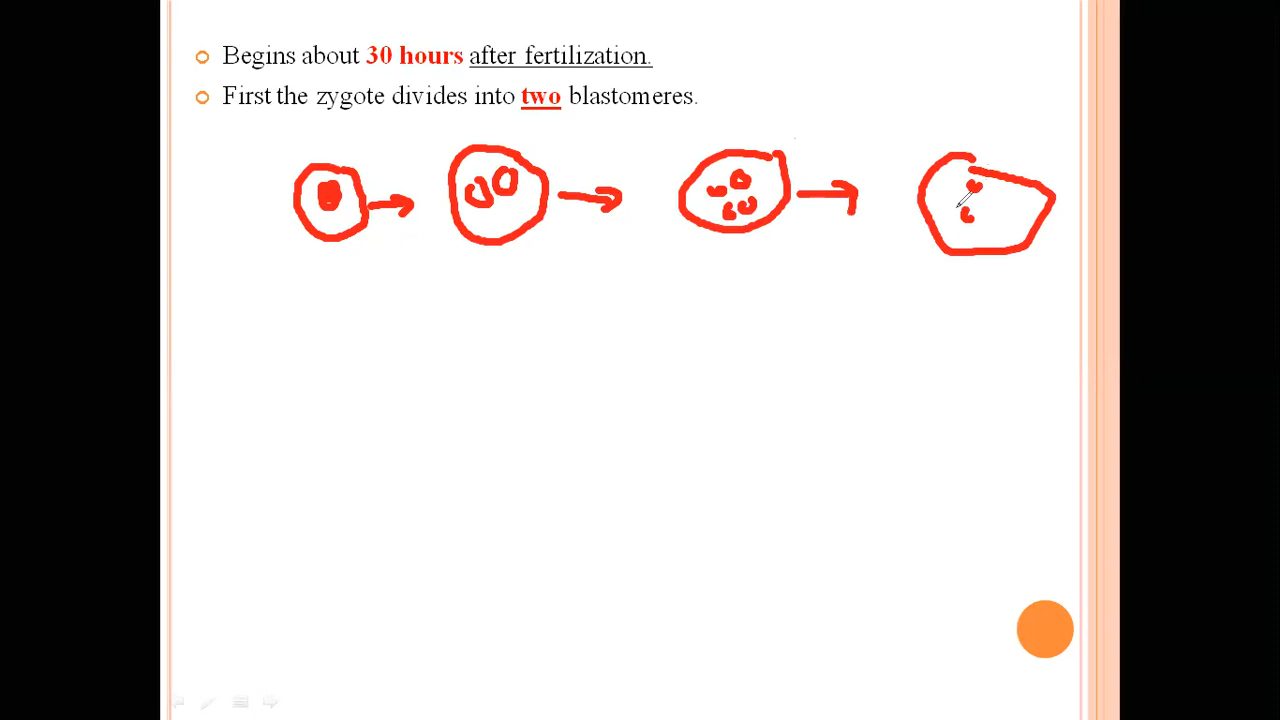 Begins about 30 hours after fertilization.
First the zygote divides into two blastomeres.